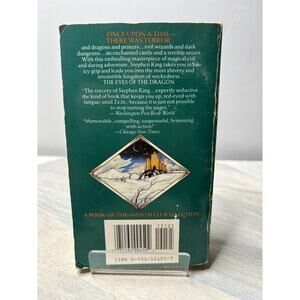 ONCE UPON A TIME—
THERE WAS TERROR
and dragons and princes...evil wizards and dark
dungeons...an enchanted castle and a terrible secret.
With this enthralling masterpiece of magical evil
and daring adventure, Stephen King takes you in his
icy grip and leads you into the most shivery and
irresistible kingdom of wickedness...
THE EYES OF THE DRAGON
"The sorcery of Stephen King...expertly seductive
the kind of book that keeps you up, red-eyed with
fatigue, until 2 a.m., because it is just not possible
to stop turning the pages."
—Washington Post Book World
"Memorable, compelling, suspenseful, brimming
with action!"
—Chicago Sun-Times
A BOOK-OF-THE-MONTH CLUB SELECTION
ISBN 0-451-15125-9